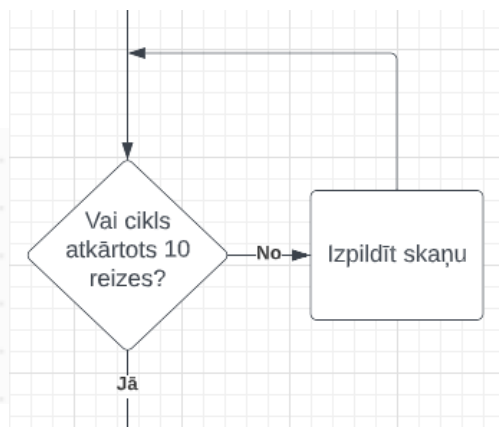 Vai cikls
atkārtots 10
reizes?
No
Izpildīt skaņu
Jā